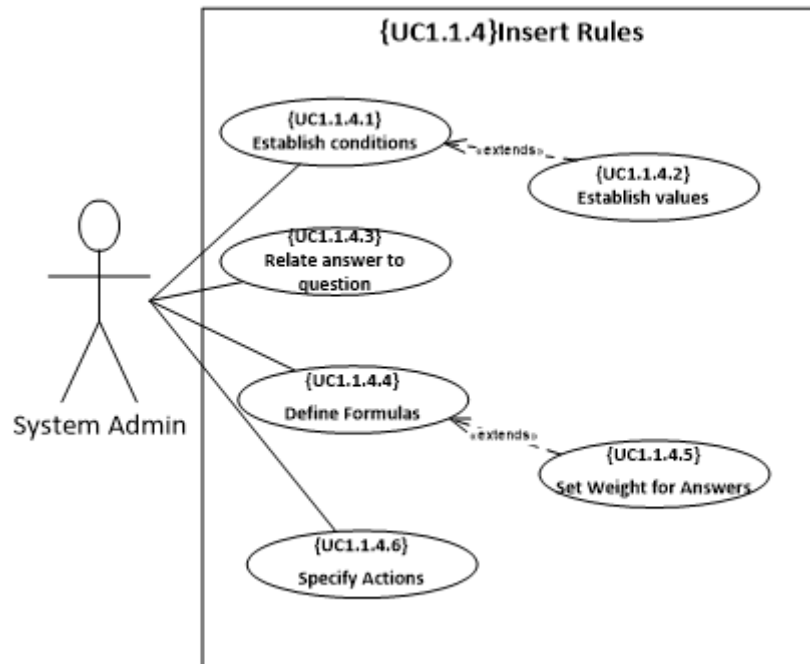 {UC1.1.4}Insert Rules
{UC1.1.4.1}
Establish conditions
«extends»
{UC1.1.4.2}
Establish values
{UC1.1.4.3}
Relate answer to
question
System Admin
{UC1.1.4.4}
Define Formulas
«extends»
{UC1.1.4.5}
Set Weight for Answers
{UC1.1.4.6}
Specify Actions